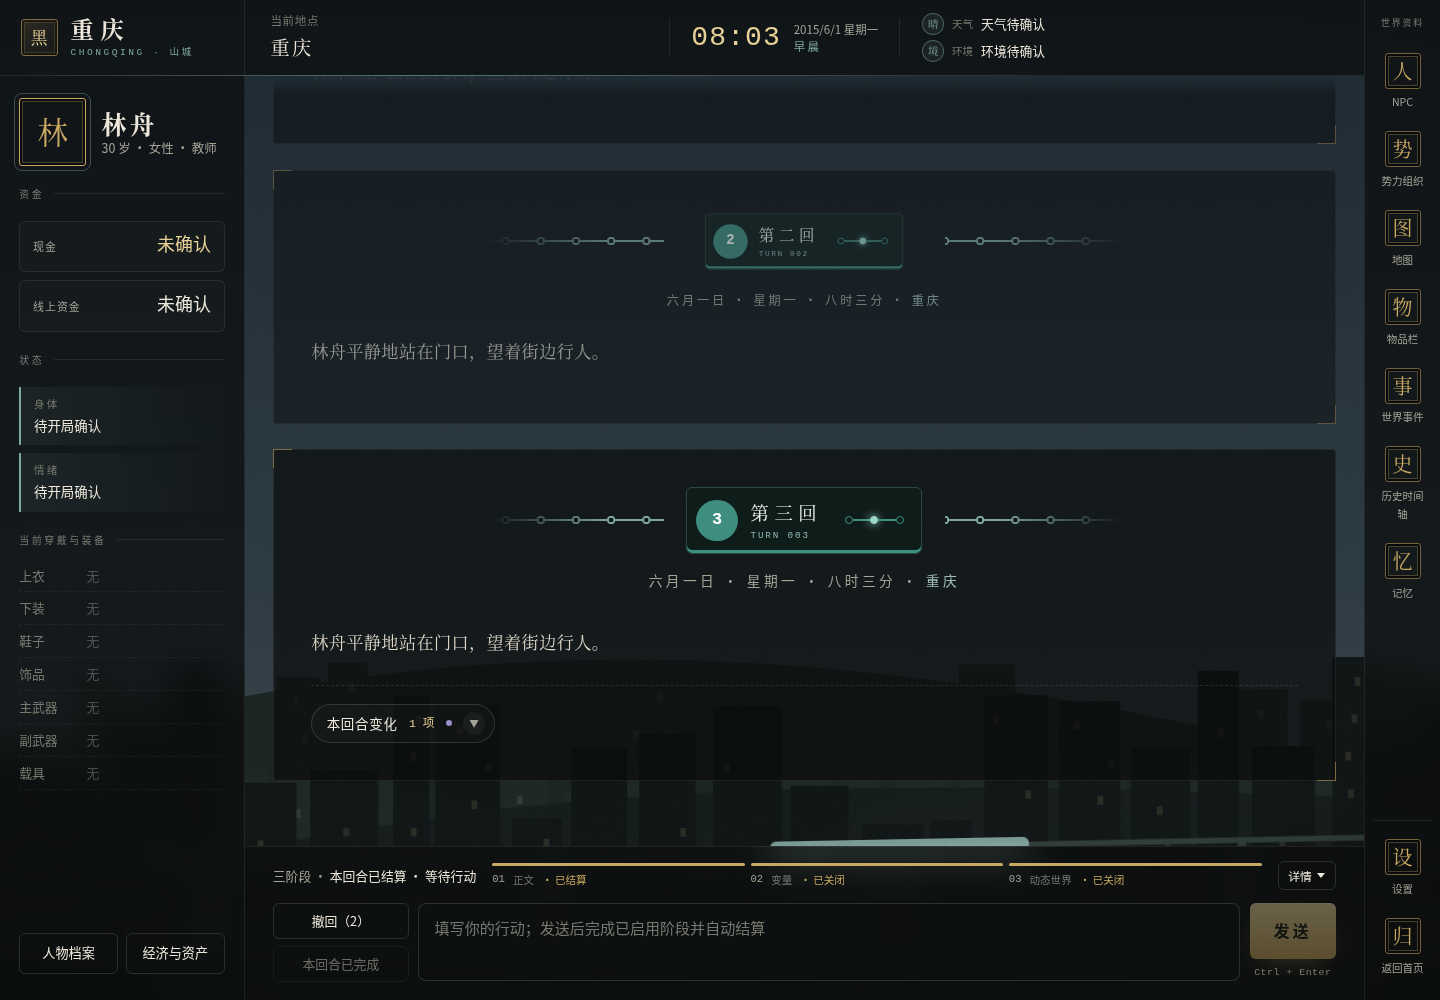 黑
重庆
CHONGQING · 山城
当前地点
重庆
08:03
2015/6/1 星期一
早晨
晴 天气 天气待确认
境 环境 环境待确认
林
林舟
30 岁 · 女性 · 教师
资金
现金 未确认
线上资金 未确认
状态
身体
待开局确认
情绪
待开局确认
当前穿戴与装备
上衣 无
下装 无
鞋子 无
饰品 无
主武器 无
副武器 无
载具 无
人物档案
经济与资产
2 第二回
TURN 002
六月一日 · 星期一 · 八时三分 · 重庆
林舟平静地站在门口，望着街边行人。
3 第三回
TURN 003
六月一日 · 星期一 · 八时三分 · 重庆
林舟平静地站在门口，望着街边行人。
本回合变化 1 项
三阶段 · 本回合已结算 · 等待行动
01 正文 · 已结算
02 变量 · 已关闭
03 动态世界 · 已关闭
详情
撤回（2）
本回合已完成
填写你的行动；发送后完成已启用阶段并自动结算
发送
Ctrl + Enter
世界资料
人
NPC
势
势力组织
图
地图
物
物品栏
事
世界事件
史
历史时间
轴
忆
记忆
设
设置
归
返回首页